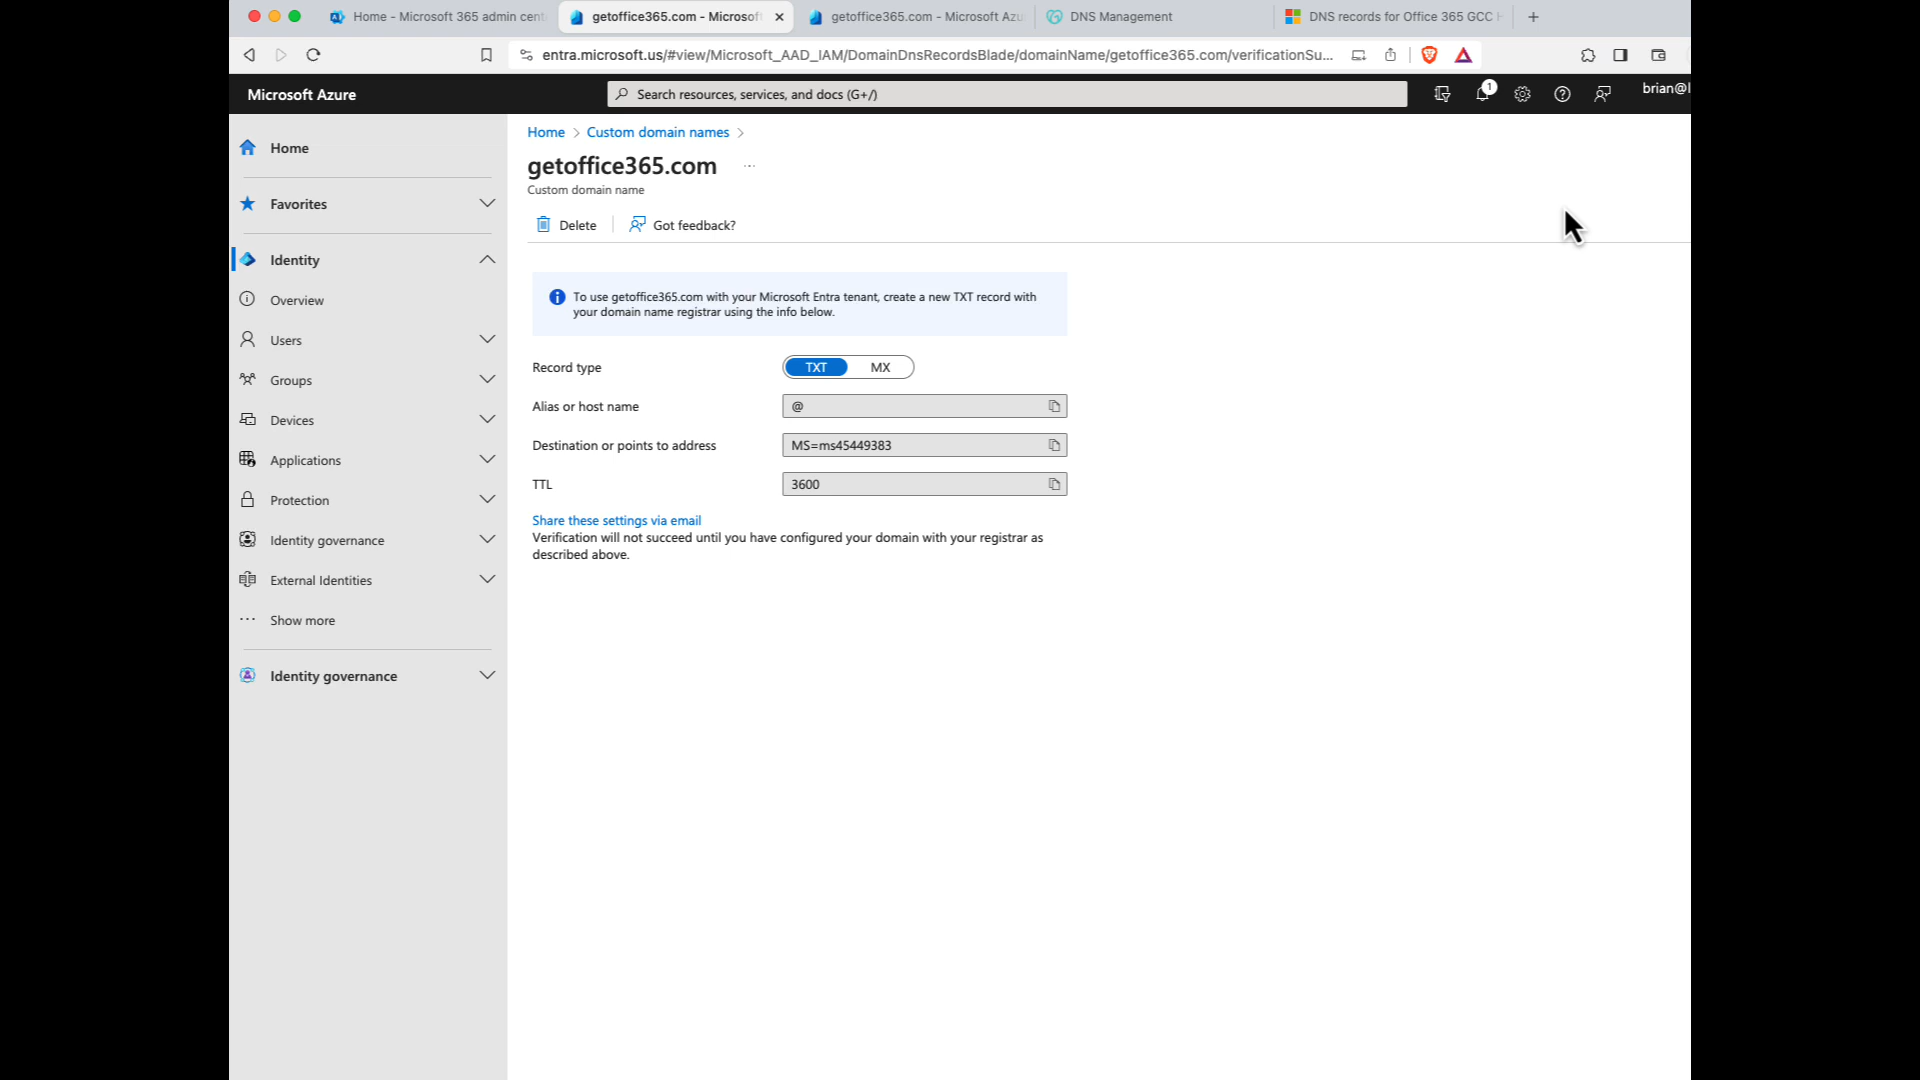 Home - Microsoft 365 admin cent
getoffice365.com - Microsoft
getoffice365.com - Microsoft Azu
DNS Management
DNS records for Office 365 GCC H
entra.microsoft.us/#view/Microsoft_AAD_IAM/DomainDnsRecordsBlade/domainName/getoffice365.com/verificationSu...
Microsoft Azure
Search resources, services, and docs (G+/)
1
brian@l
Home
Favorites
Identity
Overview
Users
Groups
Devices
Applications
Protection
Identity governance
External Identities
Show more
Identity governance
Home > Custom domain names >
getoffice365.com ...
Custom domain name
Delete
Got feedback?
To use getoffice365.com with your Microsoft Entra tenant, create a new TXT record with
your domain name registrar using the info below.
Record type
TXT MX
Alias or host name
@
Destination or points to address
MS=ms45449383
TTL
3600
Share these settings via email
Verification will not succeed until you have configured your domain with your registrar as
described above.